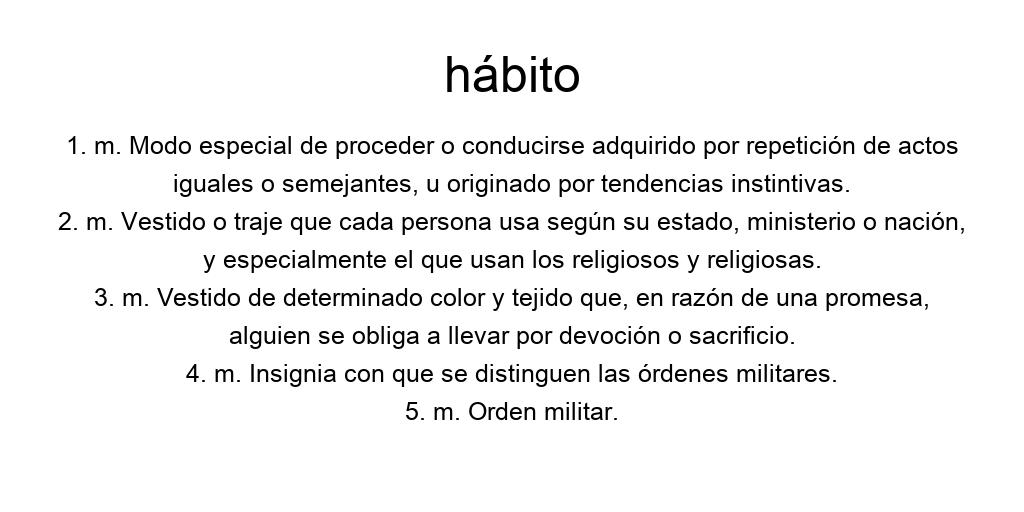 hábito
1. m. Modo especial de proceder o conducirse adquirido por repetición de actos
iguales o semejantes, u originado por tendencias instintivas.
2. m. Vestido o traje que cada persona usa según su estado, ministerio o nación,
y especialmente el que usan los religiosos y religiosas.
3. m. Vestido de determinado color y tejido que, en razón de una promesa,
alguien se obliga a llevar por devoción o sacrificio.
4. m. Insignia con que se distinguen las órdenes militares.
5. m. Orden militar.